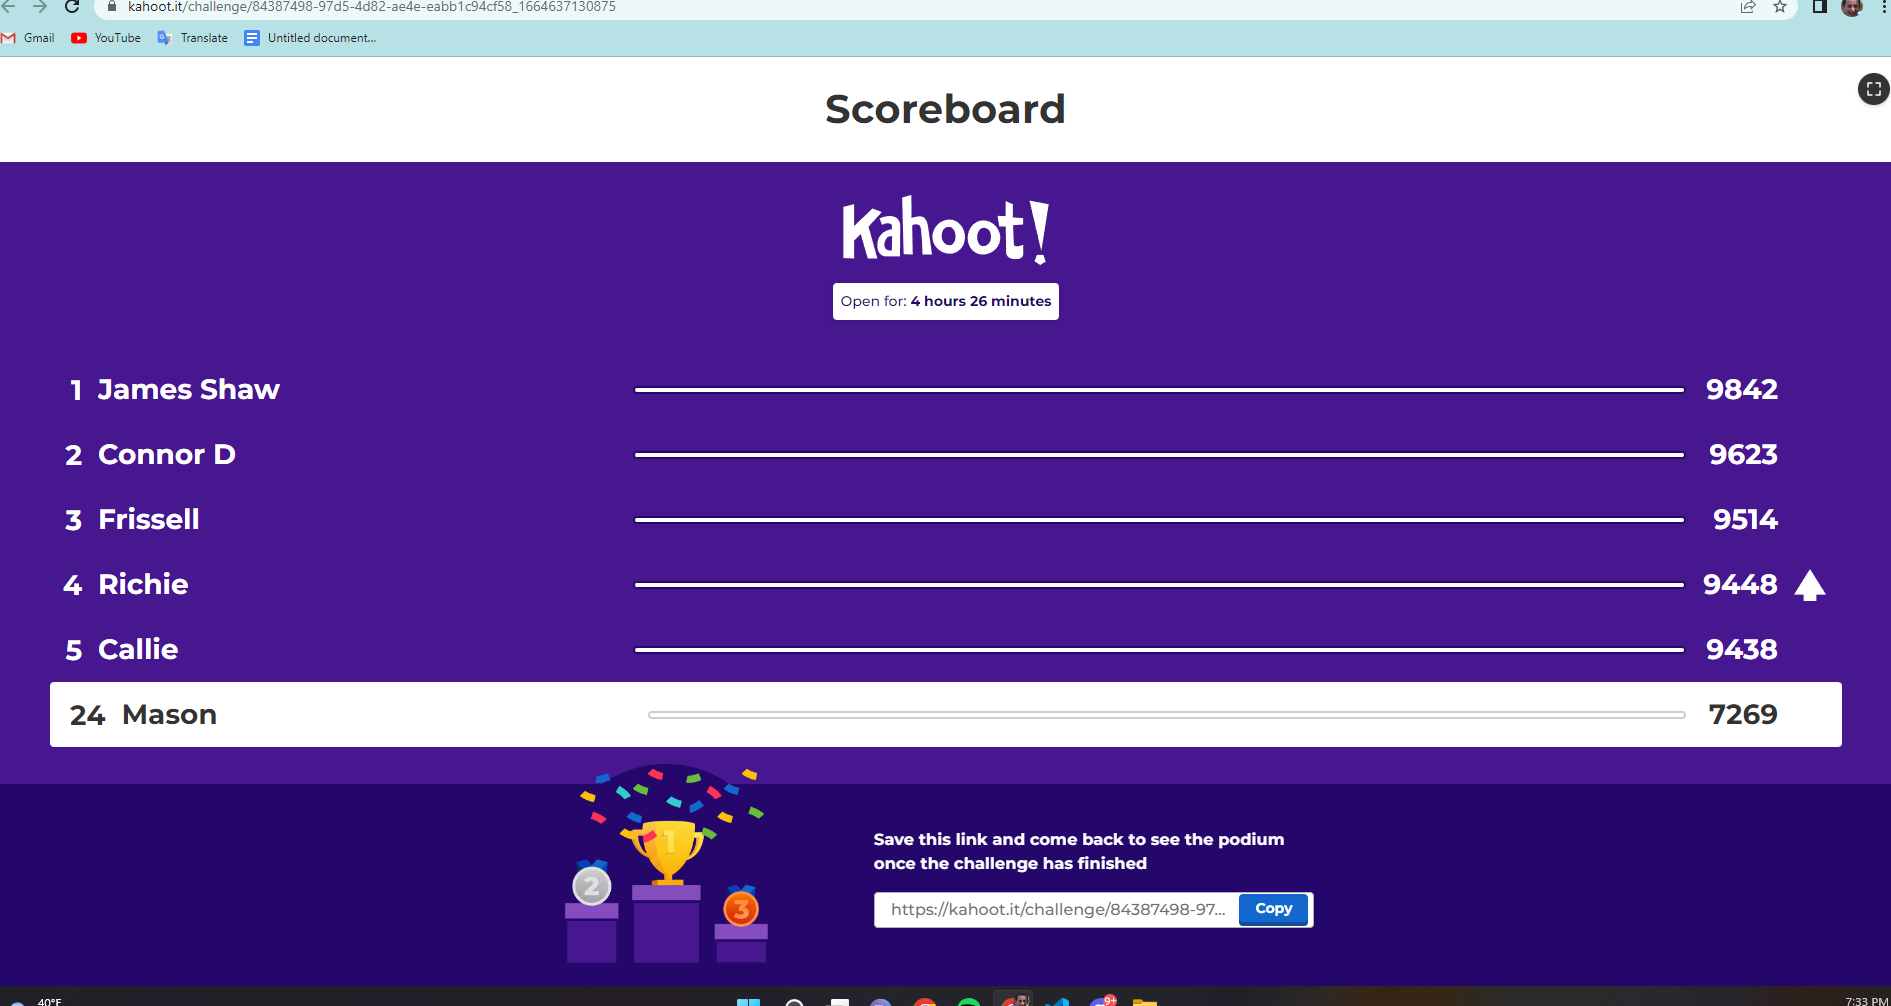 kahoot.it/challenge/84387498-97d5-4d82-ae4e-eabb1c94cf58_1664637130875
Gmail YouTube Translate Untitled document...
Scoreboard
Kahoot!
Open for: 4 hours 26 minutes
1 James Shaw 9842
2 Connor D 9623
3 Frissell 9514
4 Richie 9448
5 Callie 9438
24 Mason 7269
1
2
3
Save this link and come back to see the podium
once the challenge has finished
https://kahoot.it/challenge/84387498-97... Copy
40°F 9+ 7:33 PM